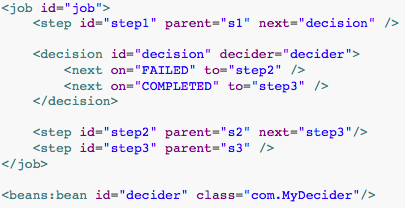 <job id="job">
<step id="step1" parent="s1" next="decision" />
<decision id="decision" decider="decider">
<next on="FAILED" to="step2" />
<next on="COMPLETED" to="step3" />
</decision>
<step id="step2" parent="s2" next="step3"/>
<step id="step3" parent="s3" />
</job>
<beans:bean id="decider" class="com.MyDecider"/>